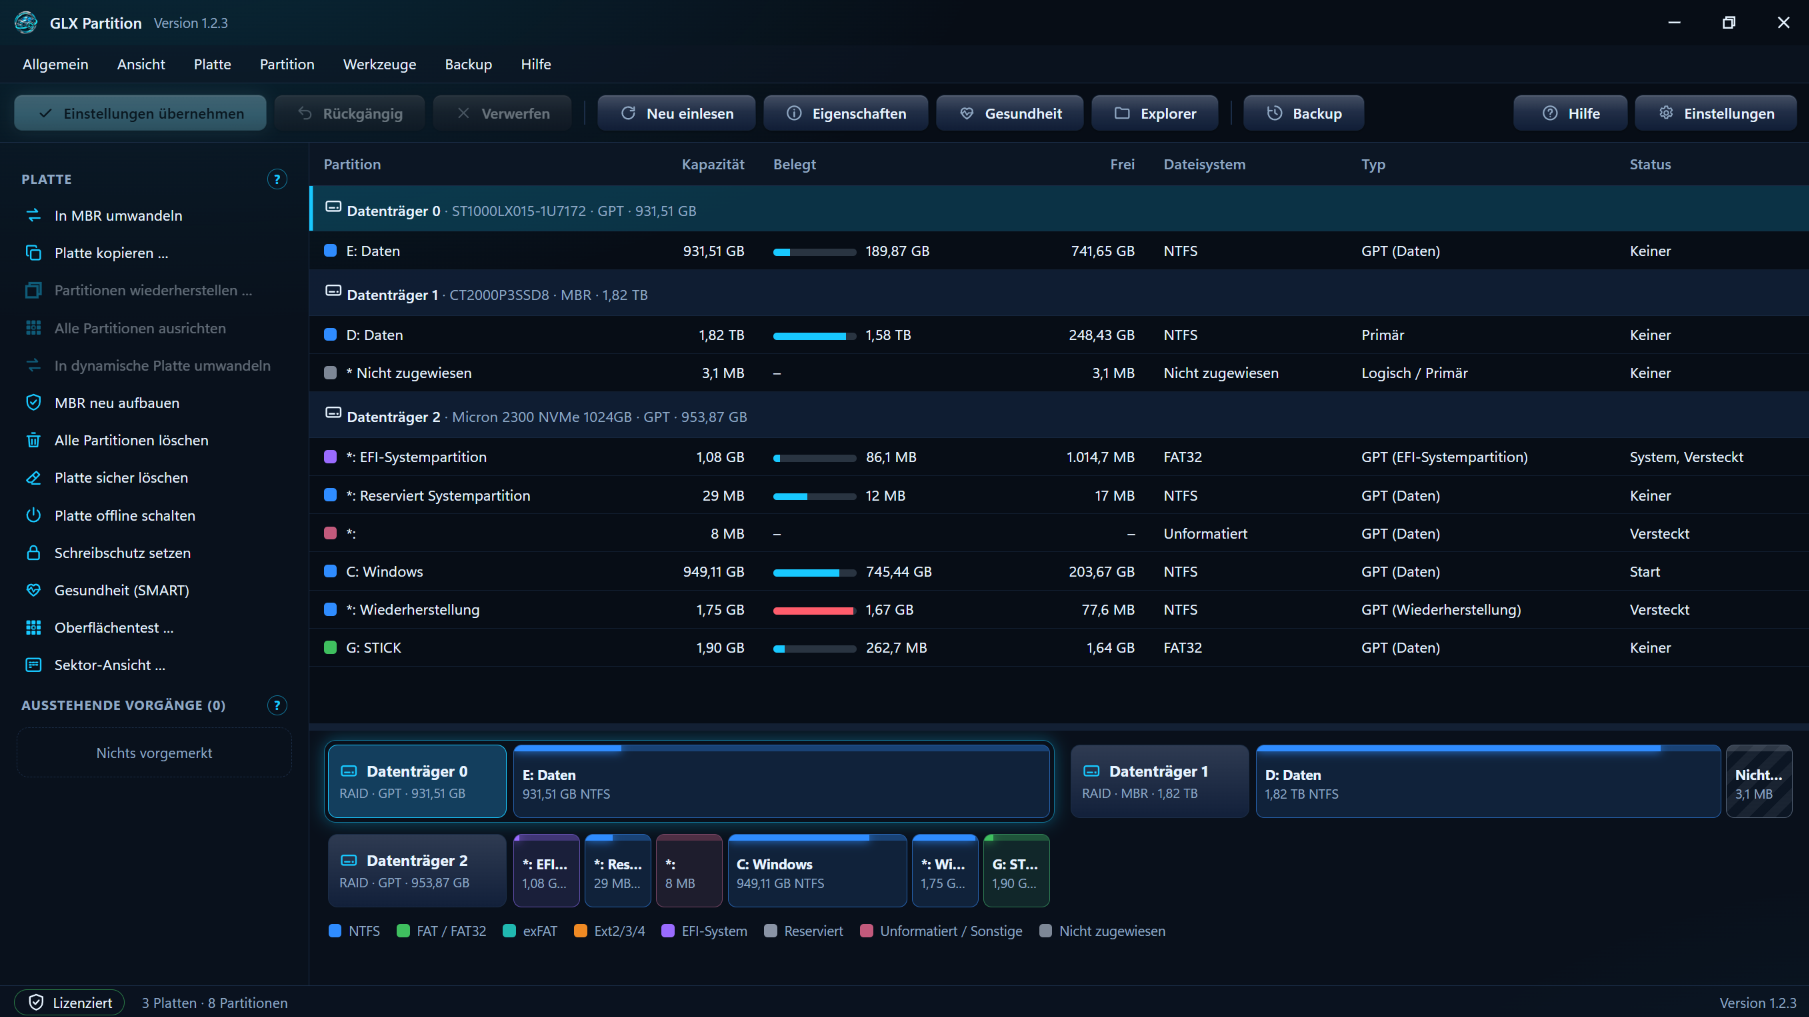 GLX Partition Version 1.2.3
Allgemein Ansicht Platte Partition Werkzeuge Backup Hilfe
Einstellungen übernehmen Rückgängig Verwerfen Neu einlesen Eigenschaften Gesundheit Explorer Backup Hilfe Einstellungen
PLATTE ?
In MBR umwandeln
Platte kopieren ...
Partitionen wiederherstellen ...
Alle Partitionen ausrichten
In dynamische Platte umwandeln
MBR neu aufbauen
Alle Partitionen löschen
Platte sicher löschen
Platte offline schalten
Schreibschutz setzen
Gesundheit (SMART)
Oberflächentest ...
Sektor-Ansicht ...
AUSSTEHENDE VORGÄNGE (0) ?
Nichts vorgemerkt
Partition Kapazität Belegt Frei Dateisystem Typ Status
Datenträger 0 · ST1000LX015-1U7172 · GPT · 931,51 GB
E: Daten 931,51 GB 189,87 GB 741,65 GB NTFS GPT (Daten) Keiner
Datenträger 1 · CT2000P3SSD8 · MBR · 1,82 TB
D: Daten 1,82 TB 1,58 TB 248,43 GB NTFS Primär Keiner
* Nicht zugewiesen 3,1 MB – 3,1 MB Nicht zugewiesen Logisch / Primär Keiner
Datenträger 2 · Micron 2300 NVMe 1024GB · GPT · 953,87 GB
*: EFI-Systempartition 1,08 GB 86,1 MB 1.014,7 MB FAT32 GPT (EFI-Systempartition) System, Versteckt
*: Reserviert Systempartition 29 MB 12 MB 17 MB NTFS GPT (Daten) Keiner
*: 8 MB – – Unformatiert GPT (Daten) Versteckt
C: Windows 949,11 GB 745,44 GB 203,67 GB NTFS GPT (Daten) Start
*: Wiederherstellung 1,75 GB 1,67 GB 77,6 MB NTFS GPT (Wiederherstellung) Versteckt
G: STICK 1,90 GB 262,7 MB 1,64 GB FAT32 GPT (Daten) Keiner
Datenträger 0
RAID · GPT · 931,51 GB
E: Daten
931,51 GB NTFS
Datenträger 1
RAID · MBR · 1,82 TB
D: Daten
1,82 TB NTFS
Nicht...
3,1 MB
Datenträger 2
RAID · GPT · 953,87 GB
*: EFI...
1,08 G...
*: Res...
29 MB...
*:
8 MB
C: Windows
949,11 GB NTFS
*: Wi...
1,75 G...
G: ST...
1,90 G...
NTFS FAT / FAT32 exFAT Ext2/3/4 EFI-System Reserviert Unformatiert / Sonstige Nicht zugewiesen
Lizenziert 3 Platten · 8 Partitionen Version 1.2.3